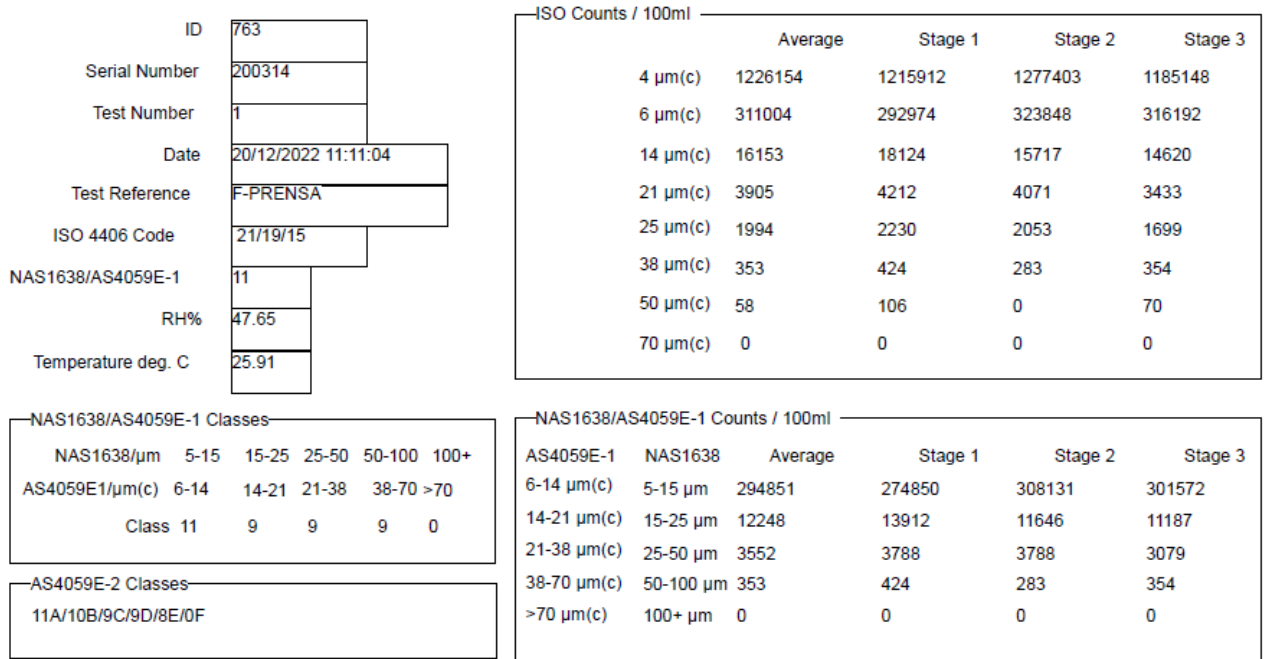 ID 763
Serial Number 200314
Test Number 1
Date 20/12/2022 11:11:04
Test Reference F-PRENSA
ISO 4406 Code 21/19/15
NAS1638/AS4059E-1 11
RH% 47.65
Temperature deg. C 25.91
ISO Counts / 100ml
Average Stage 1 Stage 2 Stage 3
4 µm(c) 1226154 1215912 1277403 1185148
6 µm(c) 311004 292974 323848 316192
14 µm(c) 16153 18124 15717 14620
21 µm(c) 3905 4212 4071 3433
25 µm(c) 1994 2230 2053 1699
38 µm(c) 353 424 283 354
50 µm(c) 58 106 0 70
70 µm(c) 0 0 0 0
NAS1638/AS4059E-1 Classes
NAS1638/µm 5-15 15-25 25-50 50-100 100+
AS4059E1/µm(c) 6-14 14-21 21-38 38-70 >70
Class 11 9 9 9 0
AS4059E-2 Classes
11A/10B/9C/9D/8E/0F
NAS1638/AS4059E-1 Counts / 100ml
AS4059E-1 NAS1638 Average Stage 1 Stage 2 Stage 3
6-14 µm(c) 5-15 µm 294851 274850 308131 301572
14-21 µm(c) 15-25 µm 12248 13912 11646 11187
21-38 µm(c) 25-50 µm 3552 3788 3788 3079
38-70 µm(c) 50-100 µm 353 424 283 354
>70 µm(c) 100+ µm 0 0 0 0